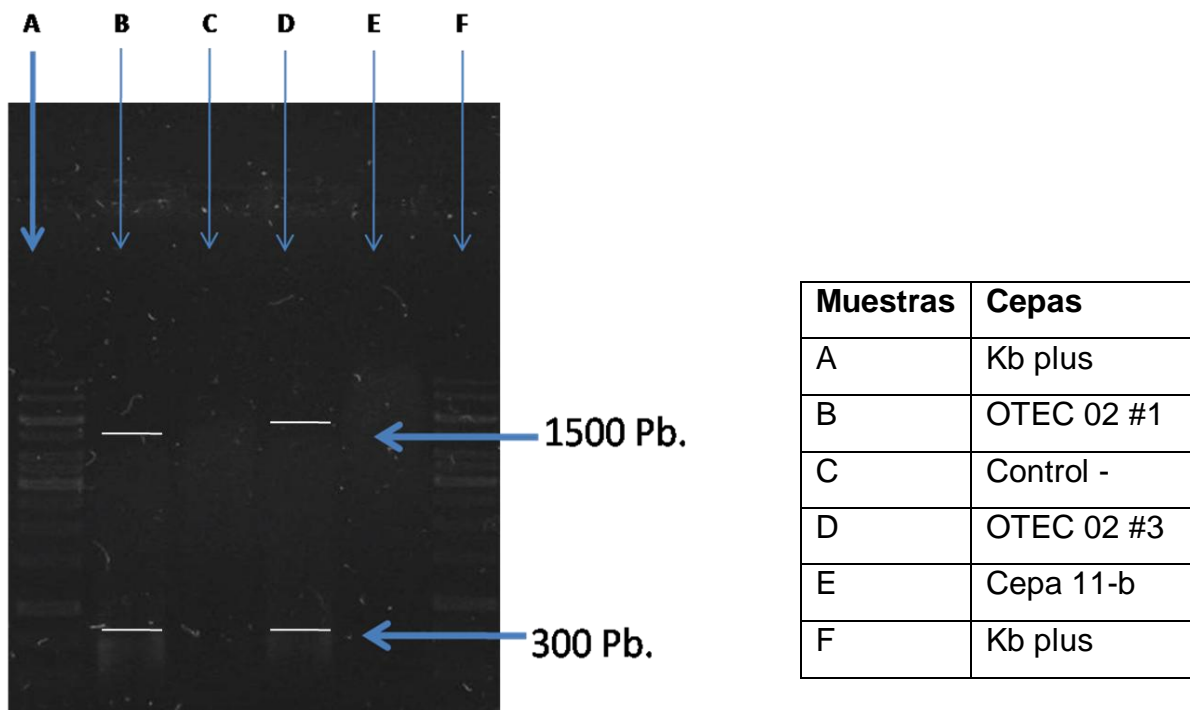 A B C D E F
1500 Pb.
300 Pb.
Muestras Cepas
A Kb plus
B OTEC 02 #1
C Control -
D OTEC 02 #3
E Cepa 11-b
F Kb plus